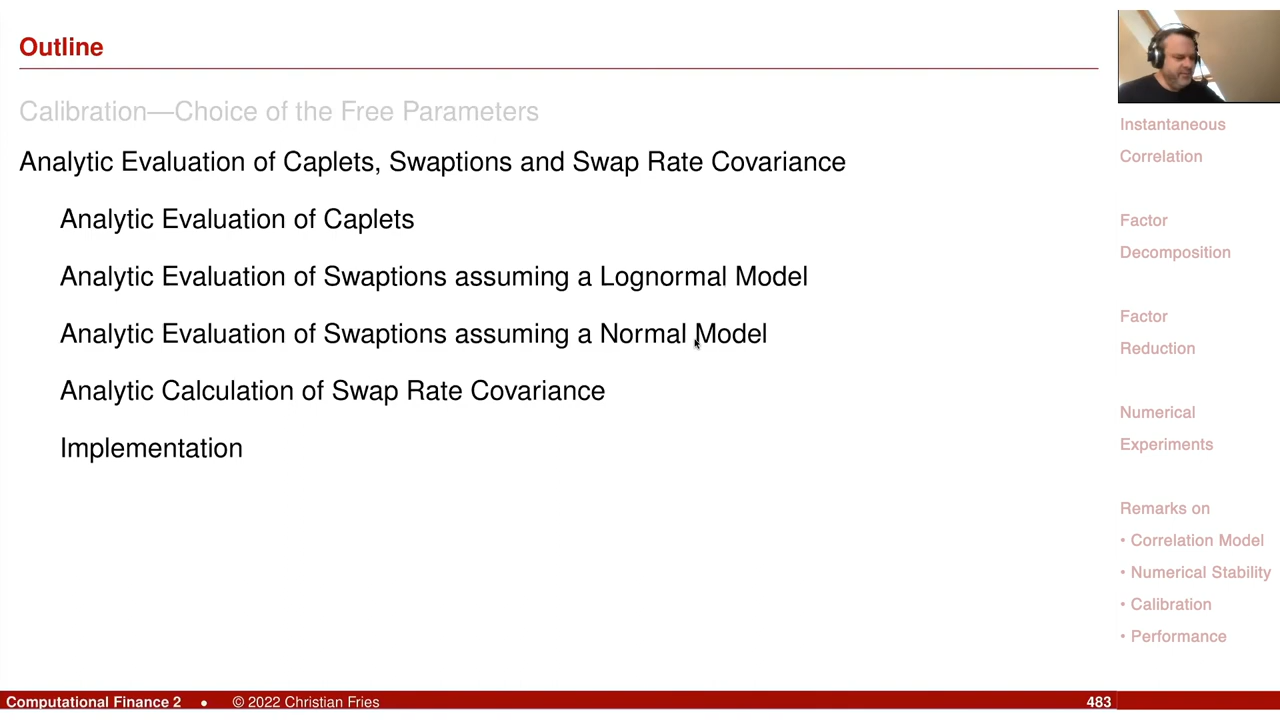 Outline
Calibration—Choice of the Free Parameters
Analytic Evaluation of Caplets, Swaptions and Swap Rate Covariance
Analytic Evaluation of Caplets
Analytic Evaluation of Swaptions assuming a Lognormal Model
Analytic Evaluation of Swaptions assuming a Normal Model
Analytic Calculation of Swap Rate Covariance
Implementation
Instantaneous
Correlation
Factor
Decomposition
Factor
Reduction
Numerical
Experiments
Remarks on
• Correlation Model
• Numerical Stability
• Calibration
• Performance
Computational Finance 2 • © 2022 Christian Fries 483